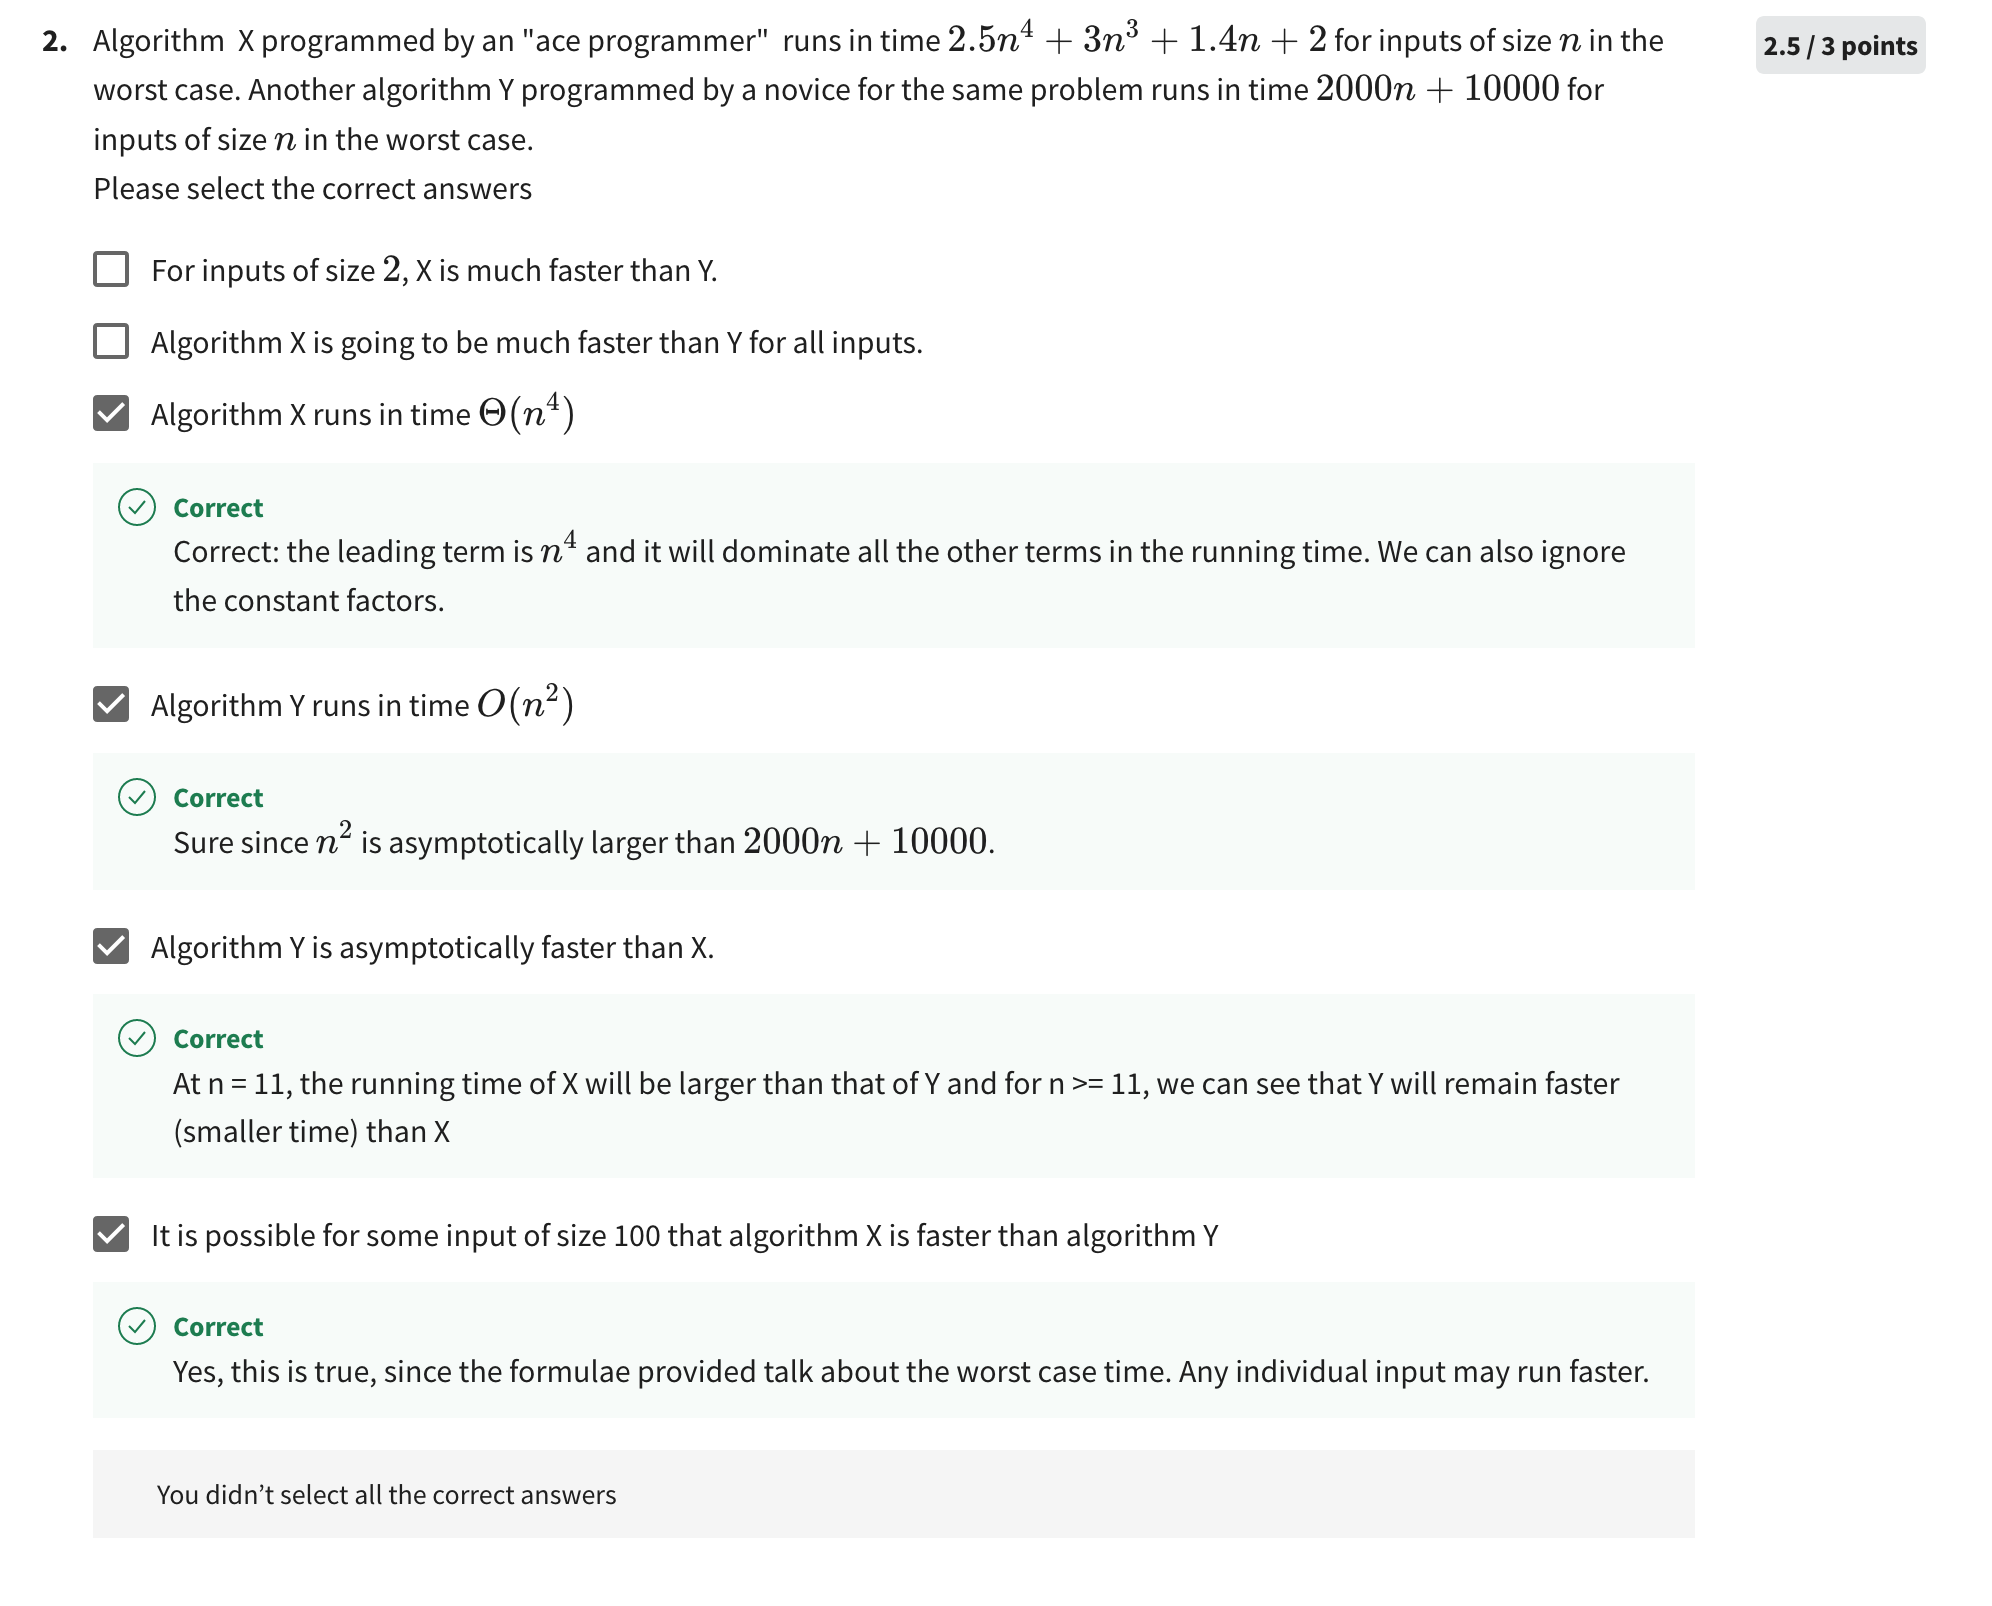 2. Algorithm X programmed by an "ace programmer" runs in time 2.5n⁴ + 3n³ + 1.4n + 2 for inputs of size n in the
2.5 / 3 points
worst case. Another algorithm Y programmed by a novice for the same problem runs in time 2000n + 10000 for
inputs of size n in the worst case.
Please select the correct answers
For inputs of size 2, X is much faster than Y.
Algorithm X is going to be much faster than Y for all inputs.
Algorithm X runs in time Θ(n⁴)
Correct
Correct: the leading term is n⁴ and it will dominate all the other terms in the running time. We can also ignore
the constant factors.
Algorithm Y runs in time O(n²)
Correct
Sure since n² is asymptotically larger than 2000n + 10000.
Algorithm Y is asymptotically faster than X.
Correct
At n = 11, the running time of X will be larger than that of Y and for n >= 11, we can see that Y will remain faster
(smaller time) than X
It is possible for some input of size 100 that algorithm X is faster than algorithm Y
Correct
Yes, this is true, since the formulae provided talk about the worst case time. Any individual input may run faster.
You didn’t select all the correct answers